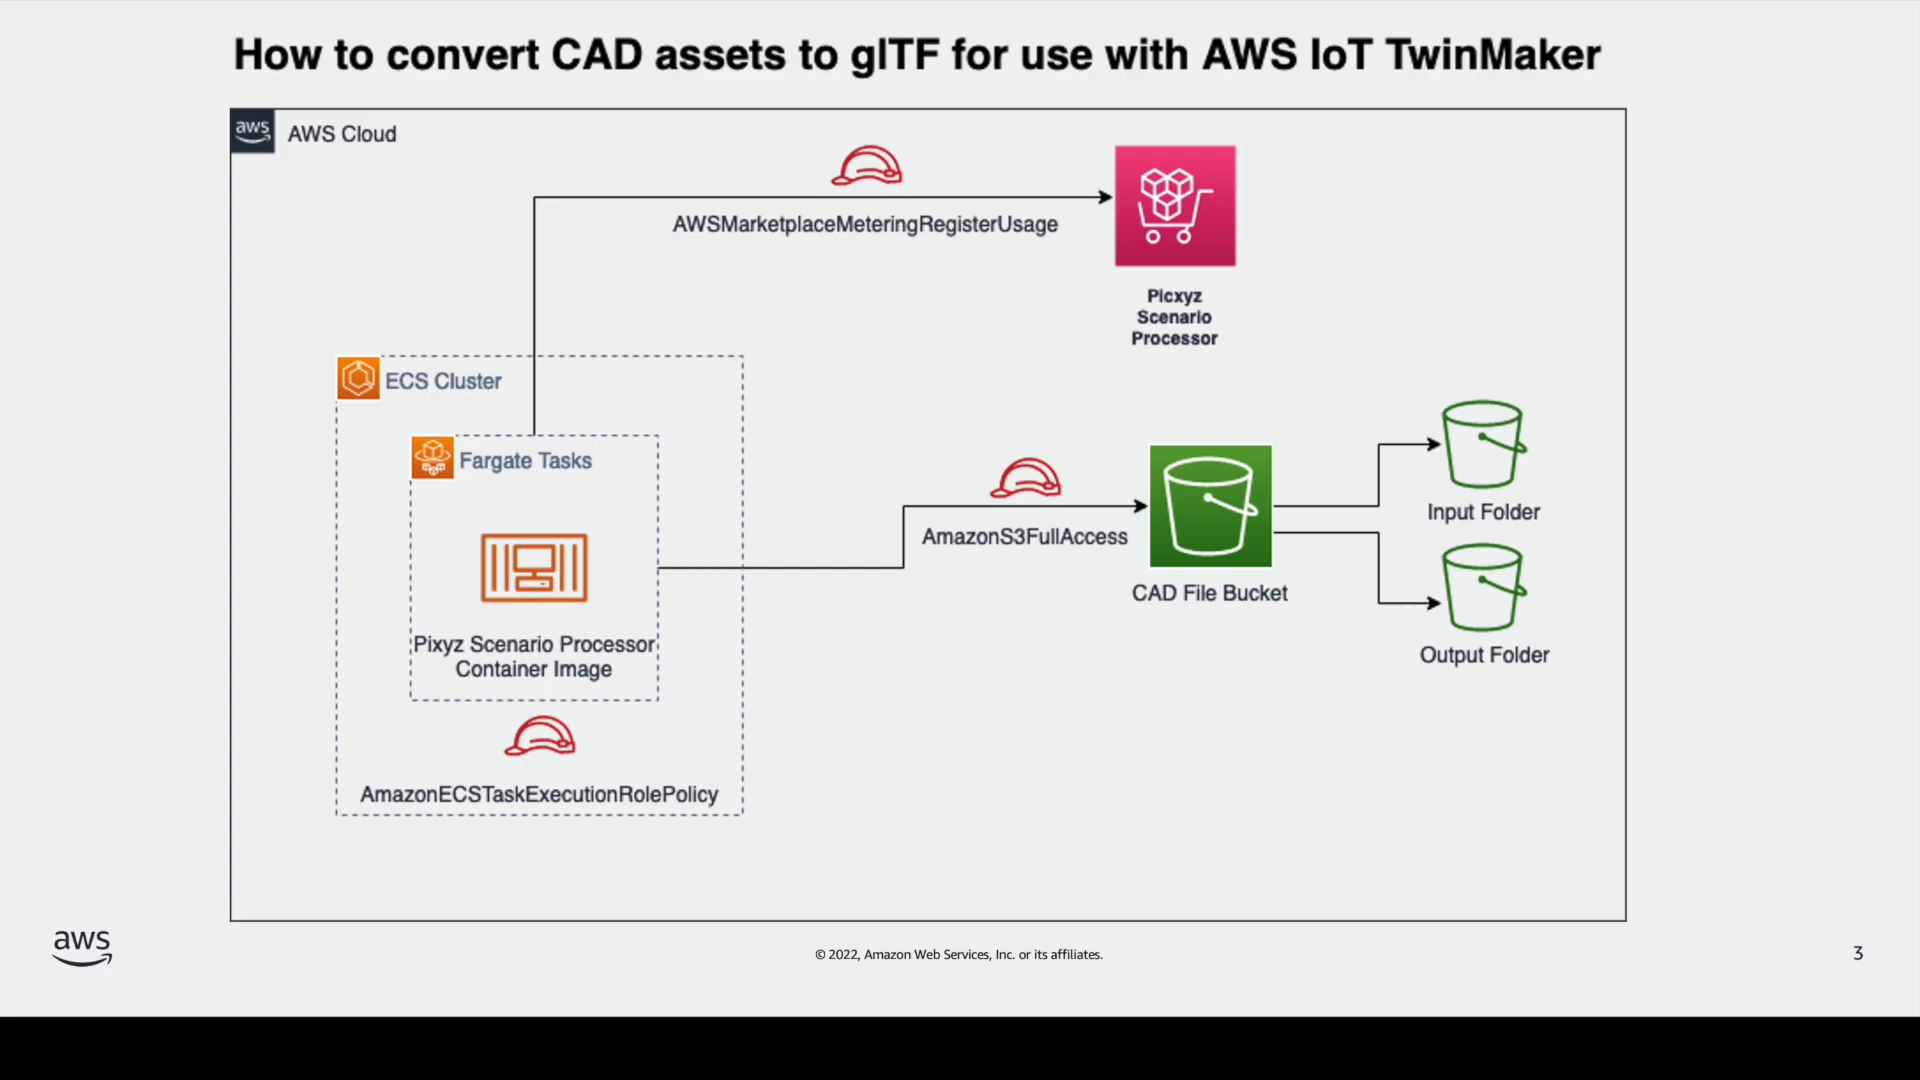 How to convert CAD assets to glTF for use with AWS IoT TwinMaker
aws
AWS Cloud
AWSMarketplaceMeteringRegisterUsage
Picxyz
Scenario
Processor
ECS Cluster
Fargate Tasks
Pixyz Scenario Processor
Container Image
AmazonECSTaskExecutionRolePolicy
AmazonS3FullAccess
CAD File Bucket
Input Folder
Output Folder
aws
© 2022, Amazon Web Services, Inc. or its affiliates.
3